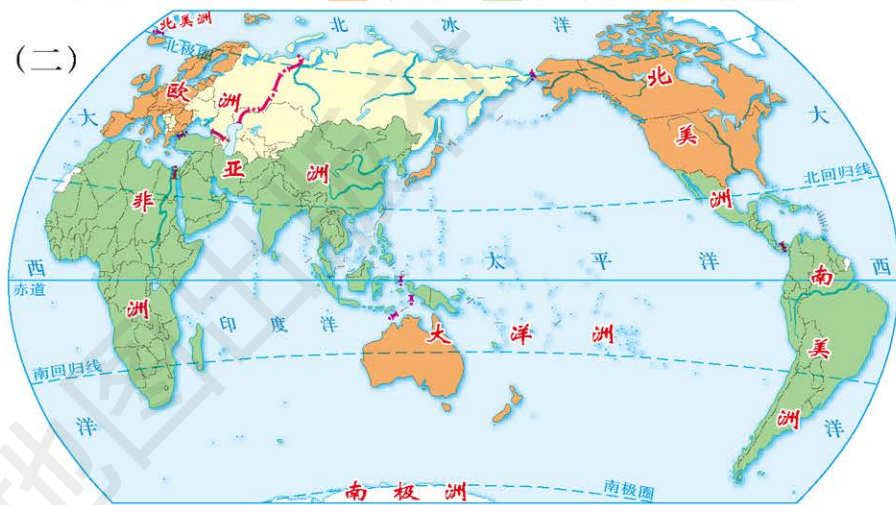 (二)
北美洲
北冰洋
北极圈
欧洲
亚洲
北美洲
大
大
非洲
北回归线
西
太平洋
西
赤道
印度洋
大洋洲
南美洲
南回归线
洋
洋
南极洲
南极圈